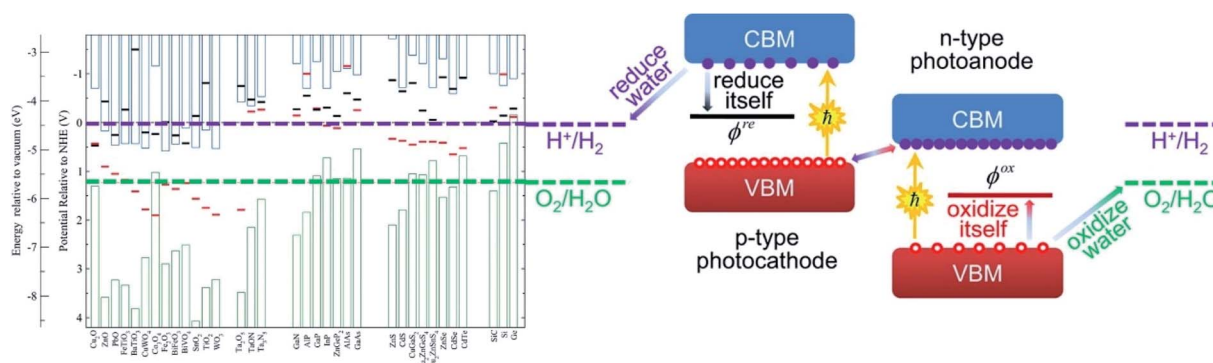 Energy relative to vacuum (eV)
-3
-4
-5
-6
-7
-8
Potential Relative to NHE (V)
-1
0
1
2
3
4
Cu₂O
ZnO
PbO
FeTiO₃
BaTiO₃
CuWO₄
Co₃O₄
Fe₂O₃
BiFeO₃
BiVO₄
SnO₂
TiO₂
WO₃
Ta₂O₅
TaON
Ta₃N₅
GaN
AlP
GaP
InP
ZnGeP₂
AlAs
GaAs
ZnS
CdS
CuGaS₂
ZnSe
CdSe
CdTe
SiC
Si
Ge
H⁺/H₂
O₂/H₂O
reduce
water
CBM
reduce
itself
ϕʳᵉ
ħ
VBM
p-type
photocathode
n-type
photoanode
CBM
ħ
ϕᵒˣ
oxidize
itself
VBM
oxidize
water
H⁺/H₂
O₂/H₂O